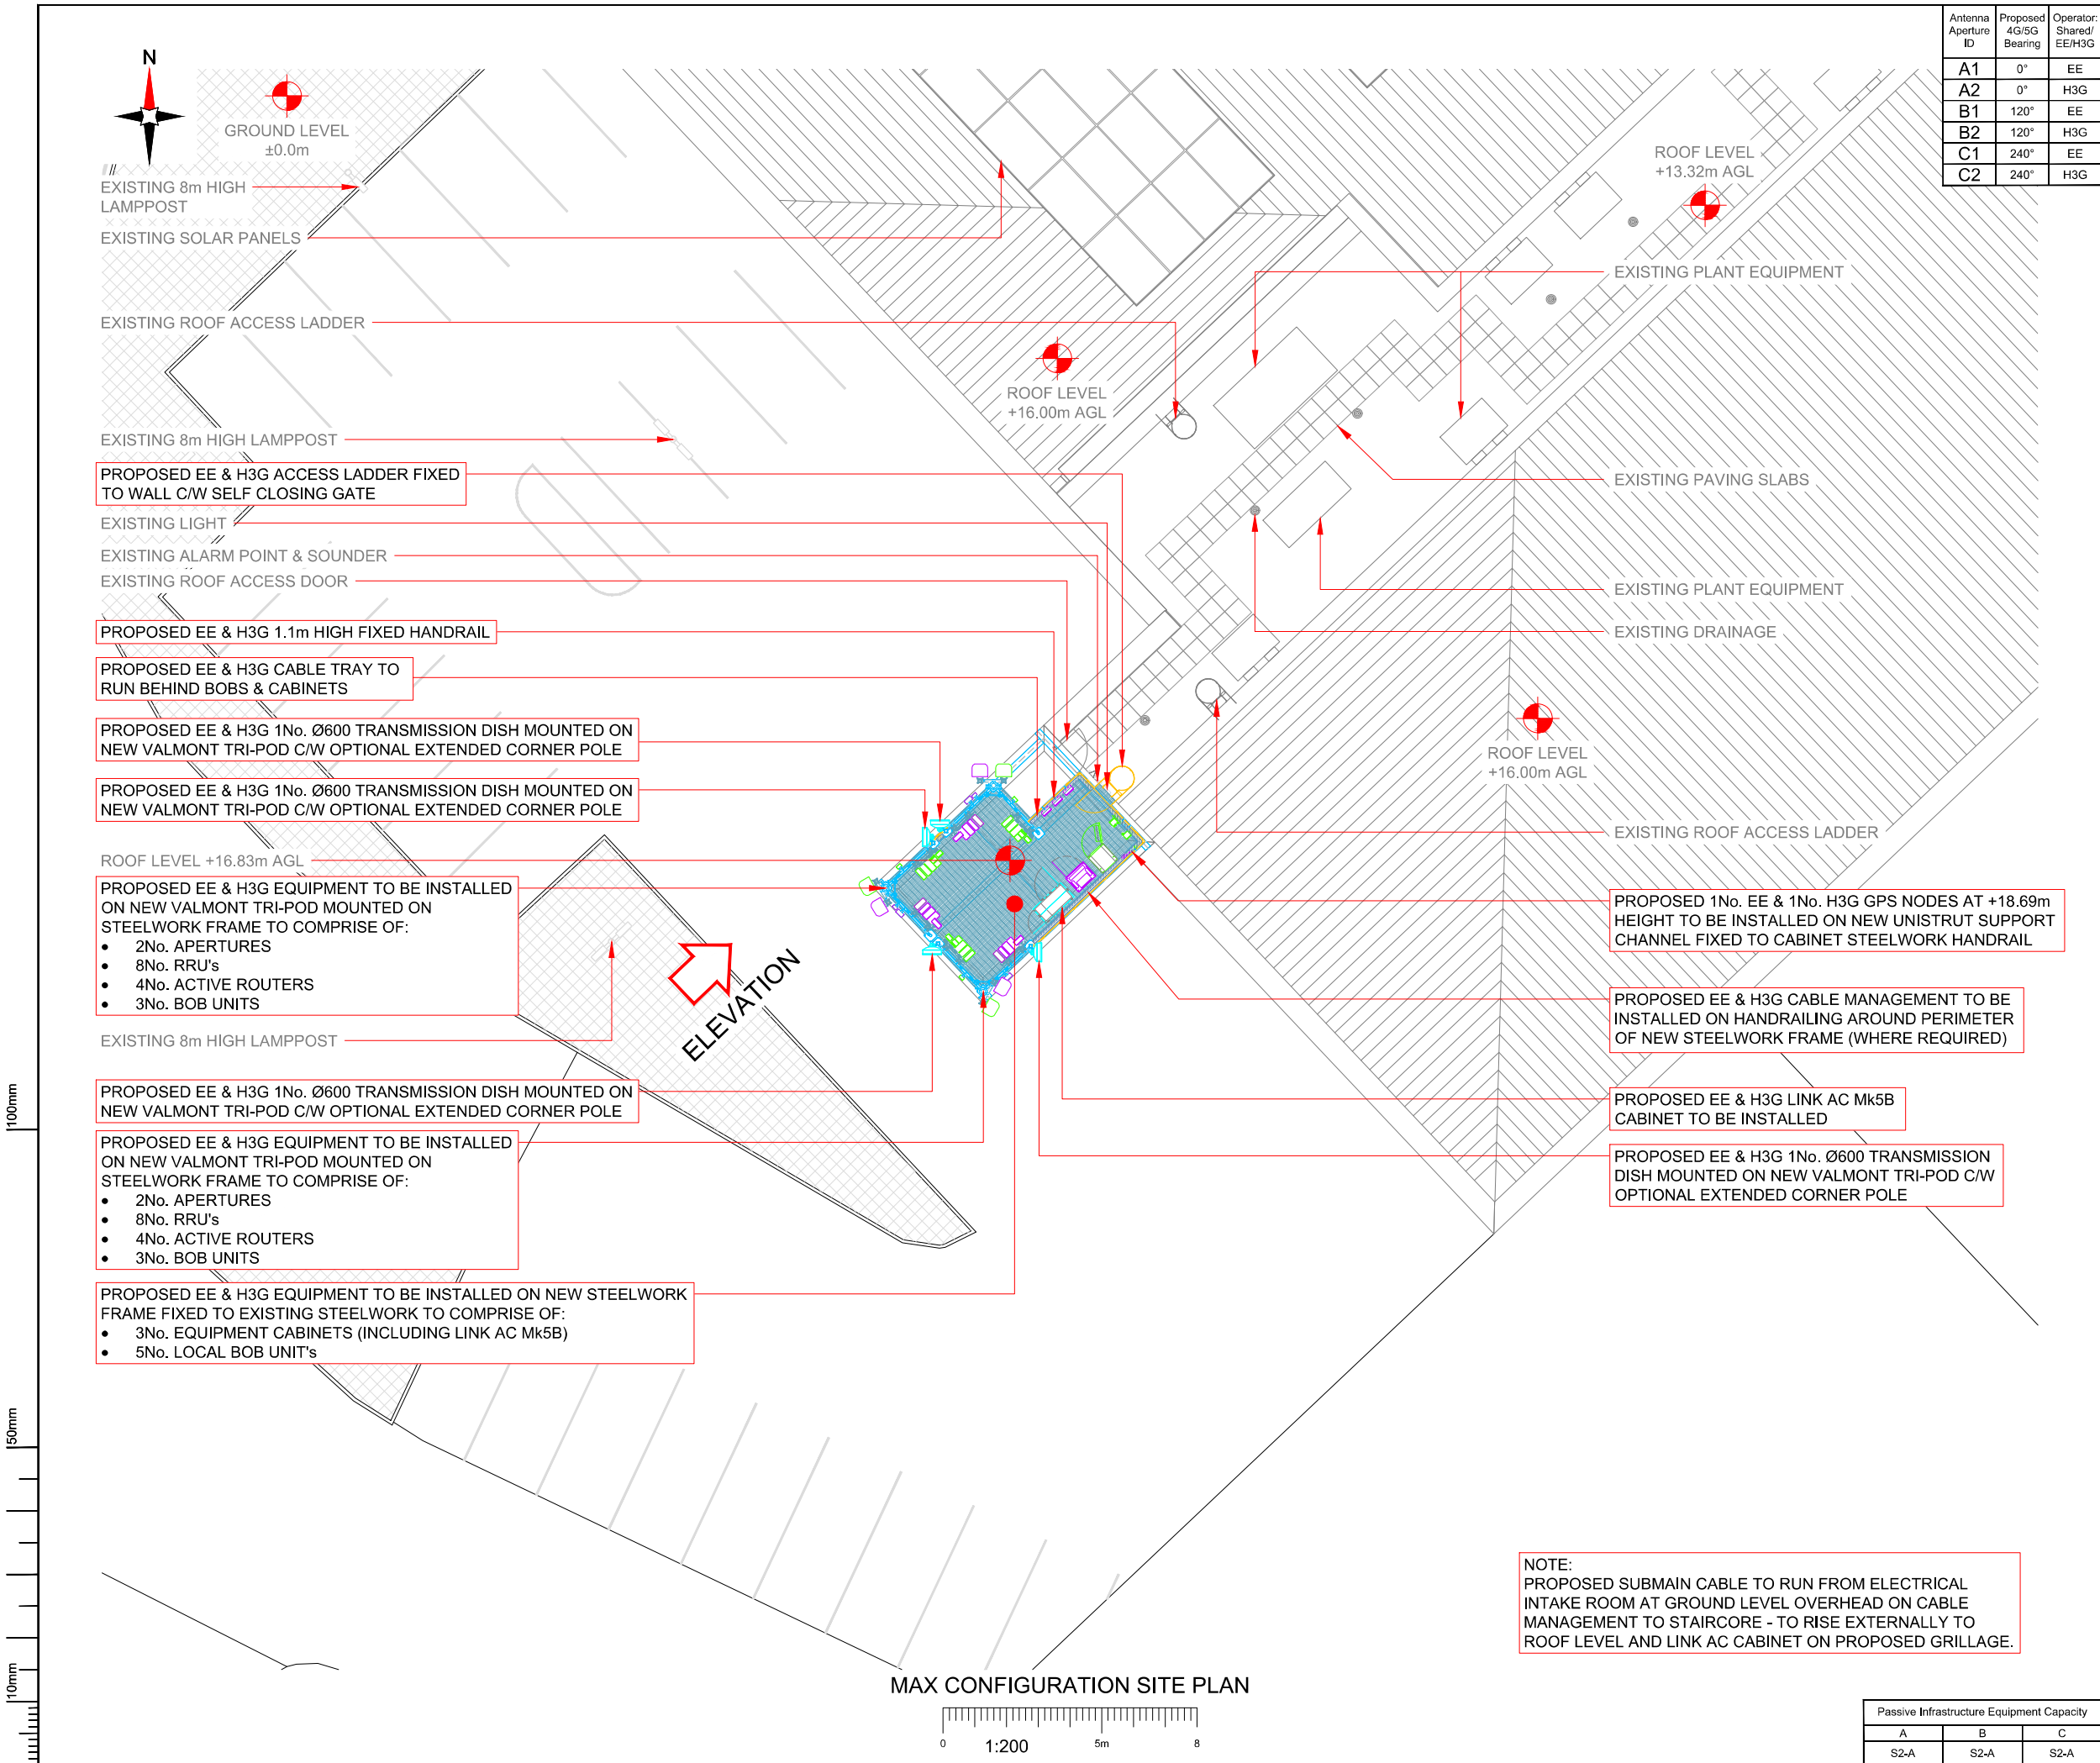 N
GROUND LEVEL
±0.0m
EXISTING 8m HIGH
LAMPPOST
EXISTING SOLAR PANELS
EXISTING ROOF ACCESS LADDER
EXISTING 8m HIGH LAMPPOST
PROPOSED EE & H3G ACCESS LADDER FIXED
TO WALL C/W SELF CLOSING GATE
EXISTING LIGHT
EXISTING ALARM POINT & SOUNDER
EXISTING ROOF ACCESS DOOR
PROPOSED EE & H3G 1.1m HIGH FIXED HANDRAIL
PROPOSED EE & H3G CABLE TRAY TO
RUN BEHIND BOBS & CABINETS
PROPOSED EE & H3G 1No. Ø600 TRANSMISSION DISH MOUNTED ON
NEW VALMONT TRI-POD C/W OPTIONAL EXTENDED CORNER POLE
PROPOSED EE & H3G 1No. Ø600 TRANSMISSION DISH MOUNTED ON
NEW VALMONT TRI-POD C/W OPTIONAL EXTENDED CORNER POLE
ROOF LEVEL +16.83m AGL
PROPOSED EE & H3G EQUIPMENT TO BE INSTALLED
ON NEW VALMONT TRI-POD MOUNTED ON
STEELWORK FRAME TO COMPRISE OF:
• 2No. APERTURES
• 8No. RRU's
• 4No. ACTIVE ROUTERS
• 3No. BOB UNITS
EXISTING 8m HIGH LAMPPOST
PROPOSED EE & H3G 1No. Ø600 TRANSMISSION DISH MOUNTED ON
NEW VALMONT TRI-POD C/W OPTIONAL EXTENDED CORNER POLE
PROPOSED EE & H3G EQUIPMENT TO BE INSTALLED
ON NEW VALMONT TRI-POD MOUNTED ON
STEELWORK FRAME TO COMPRISE OF:
• 2No. APERTURES
• 8No. RRU's
• 4No. ACTIVE ROUTERS
• 3No. BOB UNITS
PROPOSED EE & H3G EQUIPMENT TO BE INSTALLED ON NEW STEELWORK
FRAME FIXED TO EXISTING STEELWORK TO COMPRISE OF:
• 3No. EQUIPMENT CABINETS (INCLUDING LINK AC Mk5B)
• 5No. LOCAL BOB UNIT's
ELEVATION
ROOF LEVEL
+16.00m AGL
Antenna Aperture ID Proposed 4G/5G Bearing Operator: Shared/ EE/H3G
A1 0° EE
A2 0° H3G
B1 120° EE
B2 120° H3G
C1 240° EE
C2 240° H3G
ROOF LEVEL
+13.32m AGL
EXISTING PLANT EQUIPMENT
EXISTING PAVING SLABS
EXISTING PLANT EQUIPMENT
EXISTING DRAINAGE
ROOF LEVEL
+16.00m AGL
EXISTING ROOF ACCESS LADDER
PROPOSED 1No. EE & 1No. H3G GPS NODES AT +18.69m
HEIGHT TO BE INSTALLED ON NEW UNISTRUT SUPPORT
CHANNEL FIXED TO CABINET STEELWORK HANDRAIL
PROPOSED EE & H3G CABLE MANAGEMENT TO BE
INSTALLED ON HANDRAILING AROUND PERIMETER
OF NEW STEELWORK FRAME (WHERE REQUIRED)
PROPOSED EE & H3G LINK AC Mk5B
CABINET TO BE INSTALLED
PROPOSED EE & H3G 1No. Ø600 TRANSMISSION
DISH MOUNTED ON NEW VALMONT TRI-POD C/W
OPTIONAL EXTENDED CORNER POLE
NOTE:
PROPOSED SUBMAIN CABLE TO RUN FROM ELECTRICAL
INTAKE ROOM AT GROUND LEVEL OVERHEAD ON CABLE
MANAGEMENT TO STAIRCORE - TO RISE EXTERNALLY TO
ROOF LEVEL AND LINK AC CABINET ON PROPOSED GRILLAGE.
100mm
50mm
10mm
MAX CONFIGURATION SITE PLAN
0 1:200 5m 8
Passive Infrastructure Equipment Capacity
A B C
S2-A S2-A S2-A